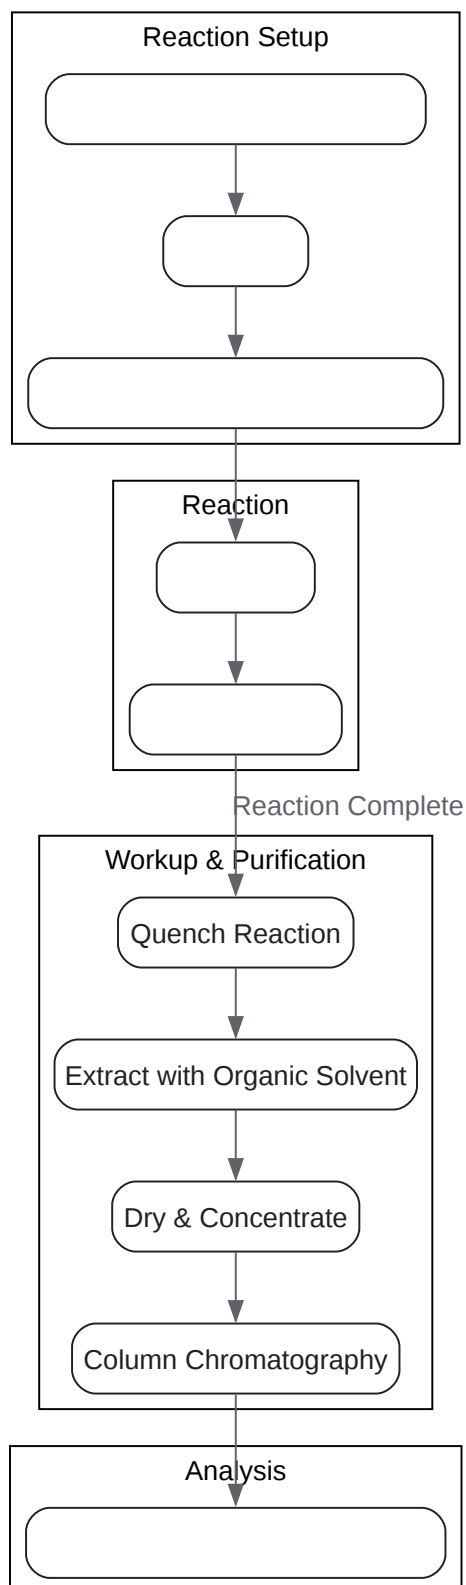 Reaction Setup
Reaction
Reaction Complete
Workup & Purification
Quench Reaction
Extract with Organic Solvent
Dry & Concentrate
Column Chromatography
Analysis